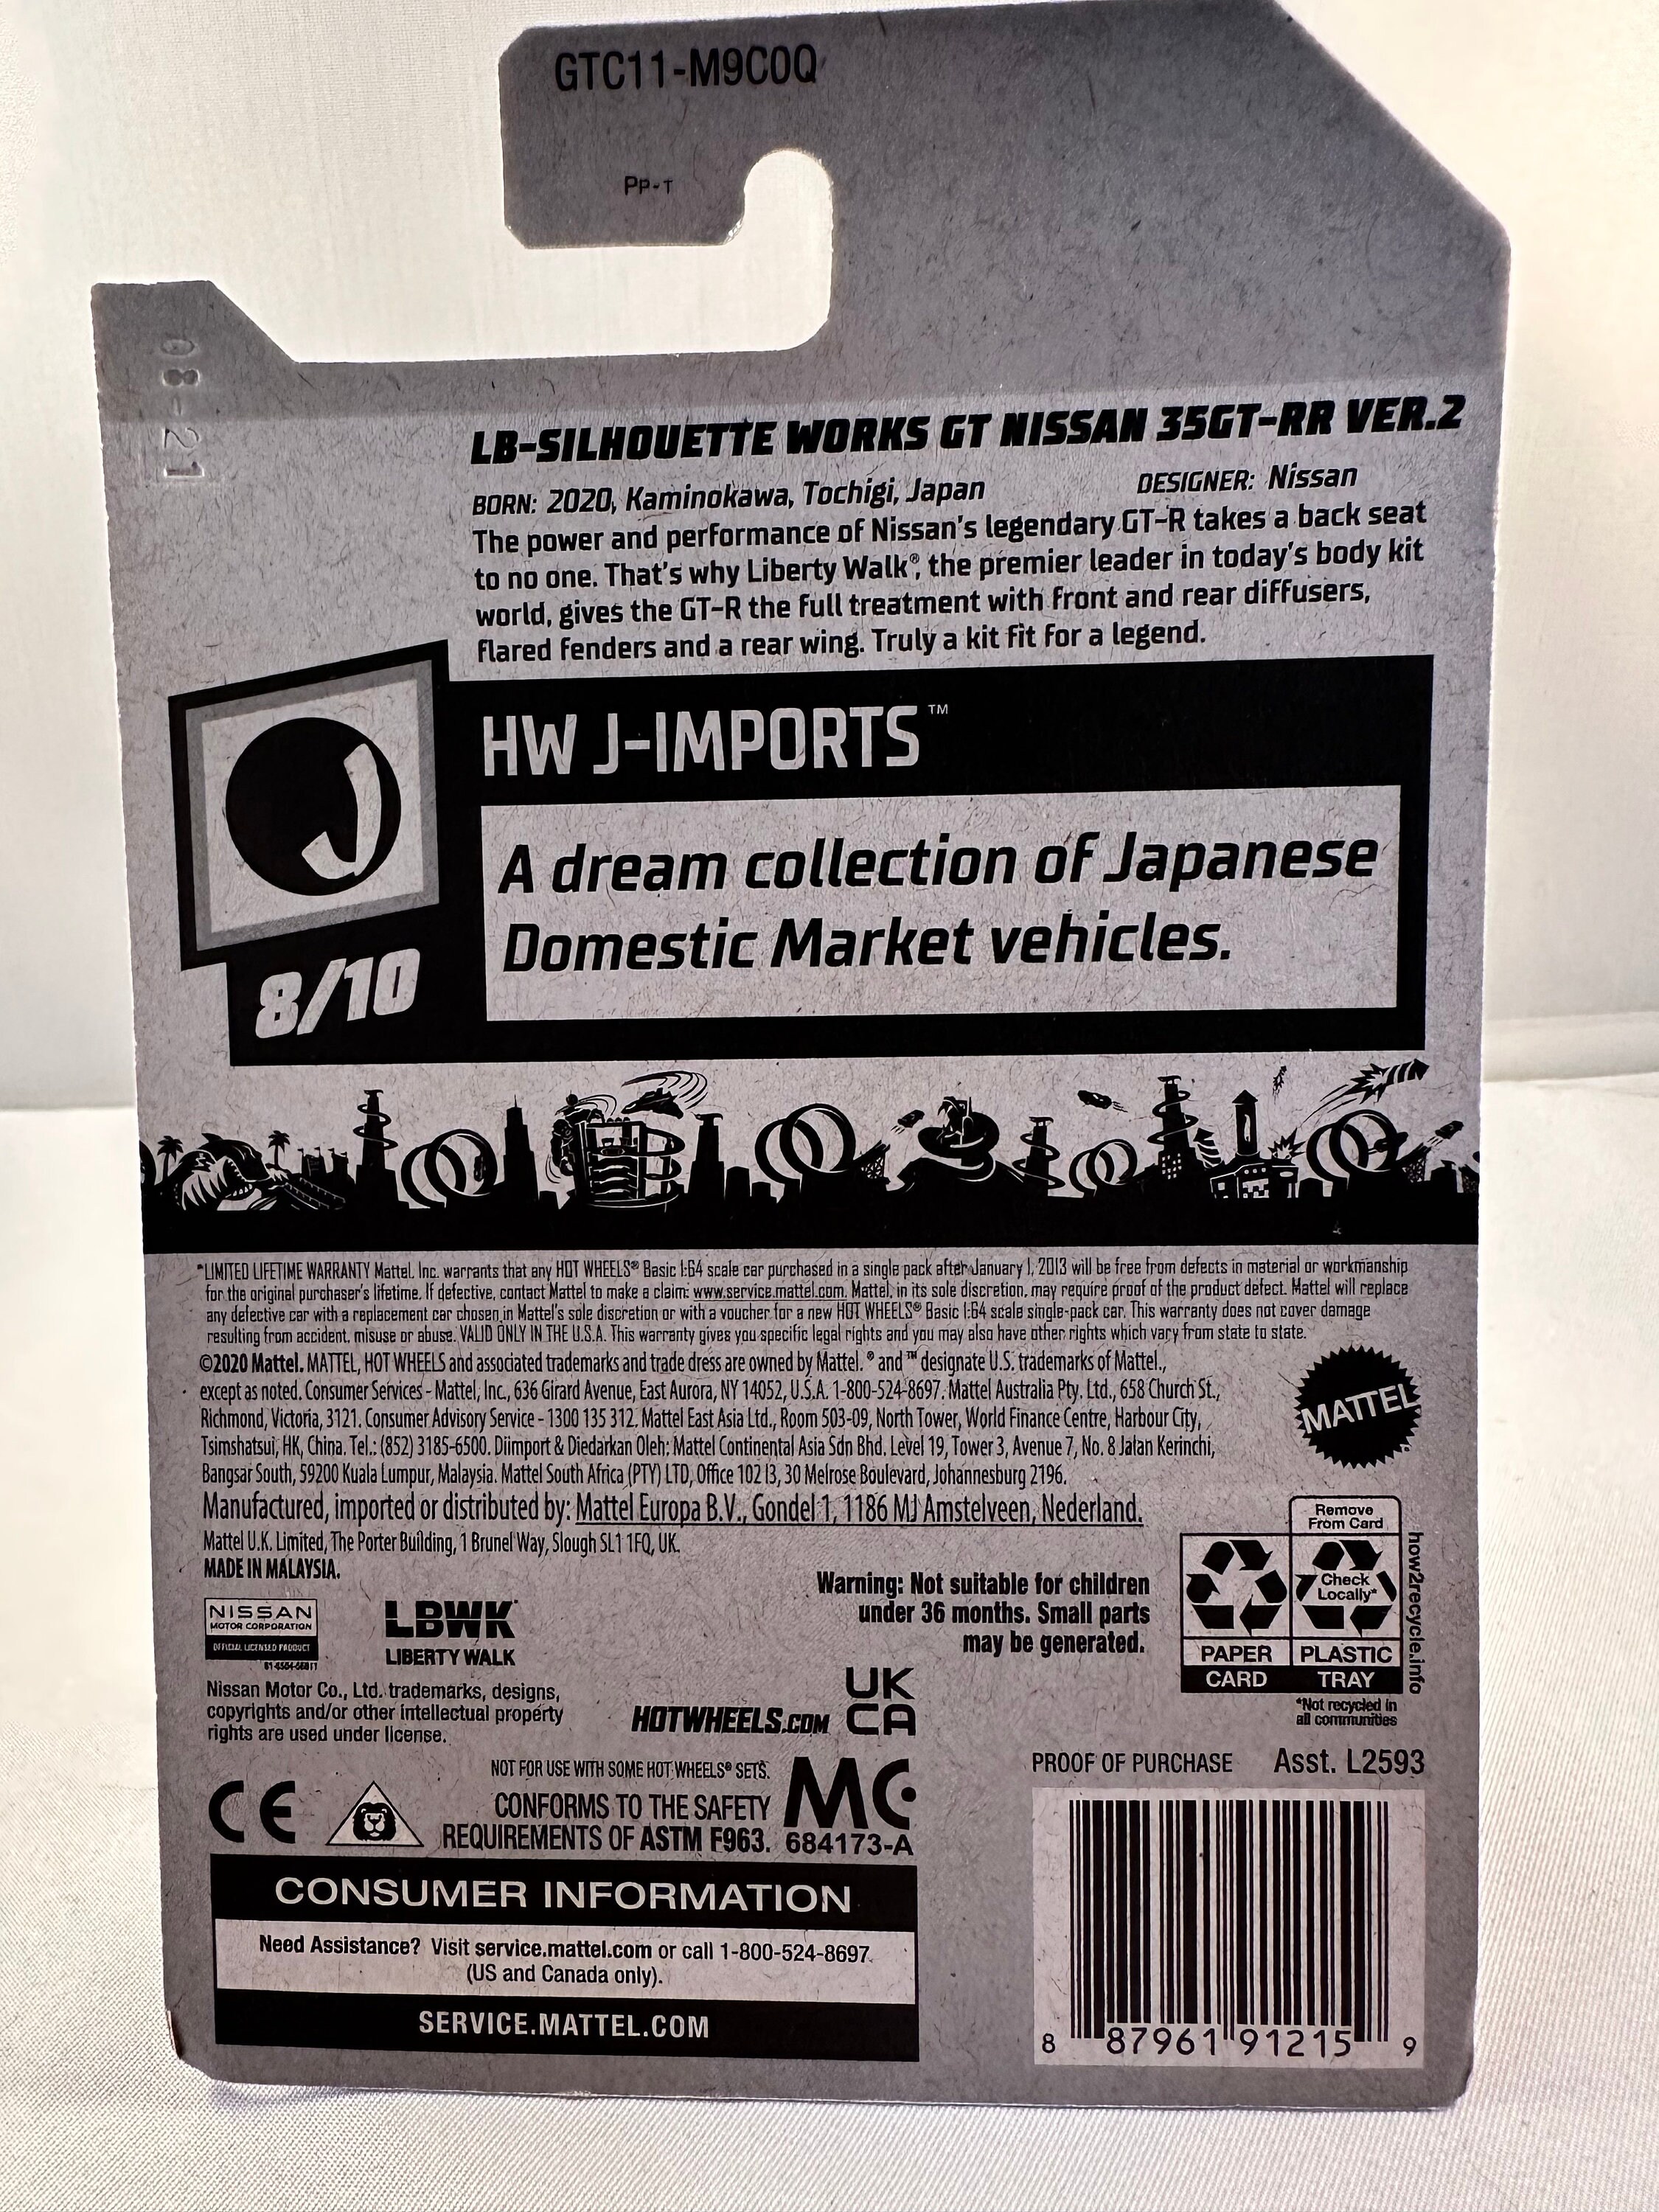 GTC11-M9C0Q
Pp-T
08-21
LB-SILHOUETTE WORKS GT NISSAN 35GT-RR VER.2
BORN: 2020, Kaminokawa, Tochigi, Japan DESIGNER: Nissan
The power and performance of Nissan's legendary GT-R takes a back seat
to no one. That's why Liberty Walk®, the premier leader in today's body kit
world, gives the GT-R the full treatment with front and rear diffusers,
flared fenders and a rear wing. Truly a kit fit for a legend.
HW J-IMPORTS™
J
A dream collection of Japanese
Domestic Market vehicles.
8/10
*LIMITED LIFETIME WARRANTY Mattel, Inc. warrants that any HOT WHEELS® Basic 1:64 scale car purchased in a single pack after January 1, 2013 will be free from defects in material or workmanship
for the original purchaser's lifetime. If defective, contact Mattel to make a claim: www.service.mattel.com. Mattel, in its sole discretion, may require proof of the product defect. Mattel will replace
any defective car with a replacement car chosen in Mattel's sole discretion or with a voucher for a new HOT WHEELS® Basic 1:64 scale single-pack car. This warranty does not cover damage
resulting from accident, misuse or abuse. VALID ONLY IN THE U.S.A. This warranty gives you specific legal rights and you may also have other rights which vary from state to state.
©2020 Mattel. MATTEL, HOT WHEELS and associated trademarks and trade dress are owned by Mattel. ® and ™ designate U.S. trademarks of Mattel.,
except as noted. Consumer Services - Mattel, Inc., 636 Girard Avenue, East Aurora, NY 14052, U.S.A. 1-800-524-8697. Mattel Australia Pty. Ltd., 658 Church St.,
Richmond, Victoria, 3121. Consumer Advisory Service - 1300 135 312. Mattel East Asia Ltd., Room 503-09, North Tower, World Finance Centre, Harbour City,
Tsimshatsui, HK, China. Tel.: (852) 3185-6500. Diimport & Diedarkan Oleh: Mattel Continental Asia Sdn Bhd. Level 19, Tower 3, Avenue 7, No. 8 Jalan Kerinchi,
Bangsar South, 59200 Kuala Lumpur, Malaysia. Mattel South Africa (PTY) LTD, Office 102 I3, 30 Melrose Boulevard, Johannesburg 2196.
MATTEL
Manufactured, imported or distributed by: Mattel Europa B.V., Gondel 1, 1186 MJ Amstelveen, Nederland.
Mattel U.K. Limited, The Porter Building, 1 Brunel Way, Slough SL1 1FQ, UK.
MADE IN MALAYSIA.
NISSAN
MOTOR CORPORATION
OFFICIAL LICENSED PRODUCT
LBWK
LIBERTY WALK
Warning: Not suitable for children
under 36 months. Small parts
may be generated.
Remove
From Card
Check
Locally*
PAPER PLASTIC
CARD TRAY
how2recycle.info
*Not recycled in
all communities
Nissan Motor Co., Ltd. trademarks, designs,
copyrights and/or other intellectual property
rights are used under license.
HOTWHEELS.COM
UK
CA
NOT FOR USE WITH SOME HOT WHEELS® SETS.
CE
CONFORMS TO THE SAFETY
REQUIREMENTS OF ASTM F963.
MC
684173-A
PROOF OF PURCHASE Asst. L2593
CONSUMER INFORMATION
Need Assistance? Visit service.mattel.com or call 1-800-524-8697
(US and Canada only).
SERVICE.MATTEL.COM
8 87961 91215 9